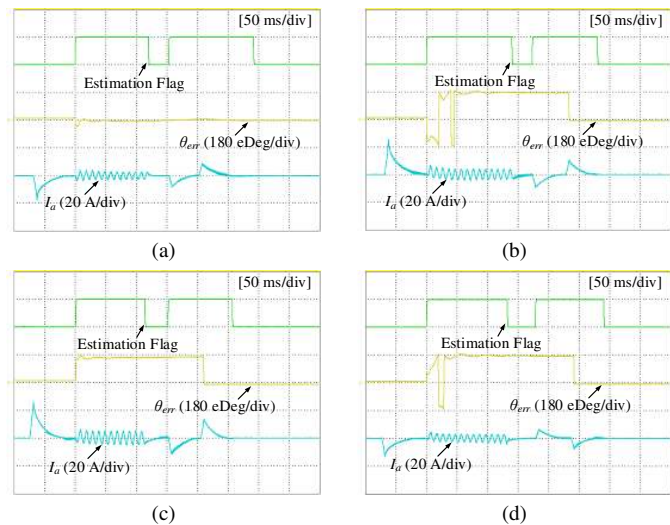 [50 ms/div]
Estimation Flag
θerr (180 eDeg/div)
Ia (20 A/div)
(a)
[50 ms/div]
Estimation Flag
θerr (180 eDeg/div)
Ia (20 A/div)
(b)
[50 ms/div]
Estimation Flag
θerr (180 eDeg/div)
Ia (20 A/div)
(c)
[50 ms/div]
Estimation Flag
θerr (180 eDeg/div)
Ia (20 A/div)
(d)